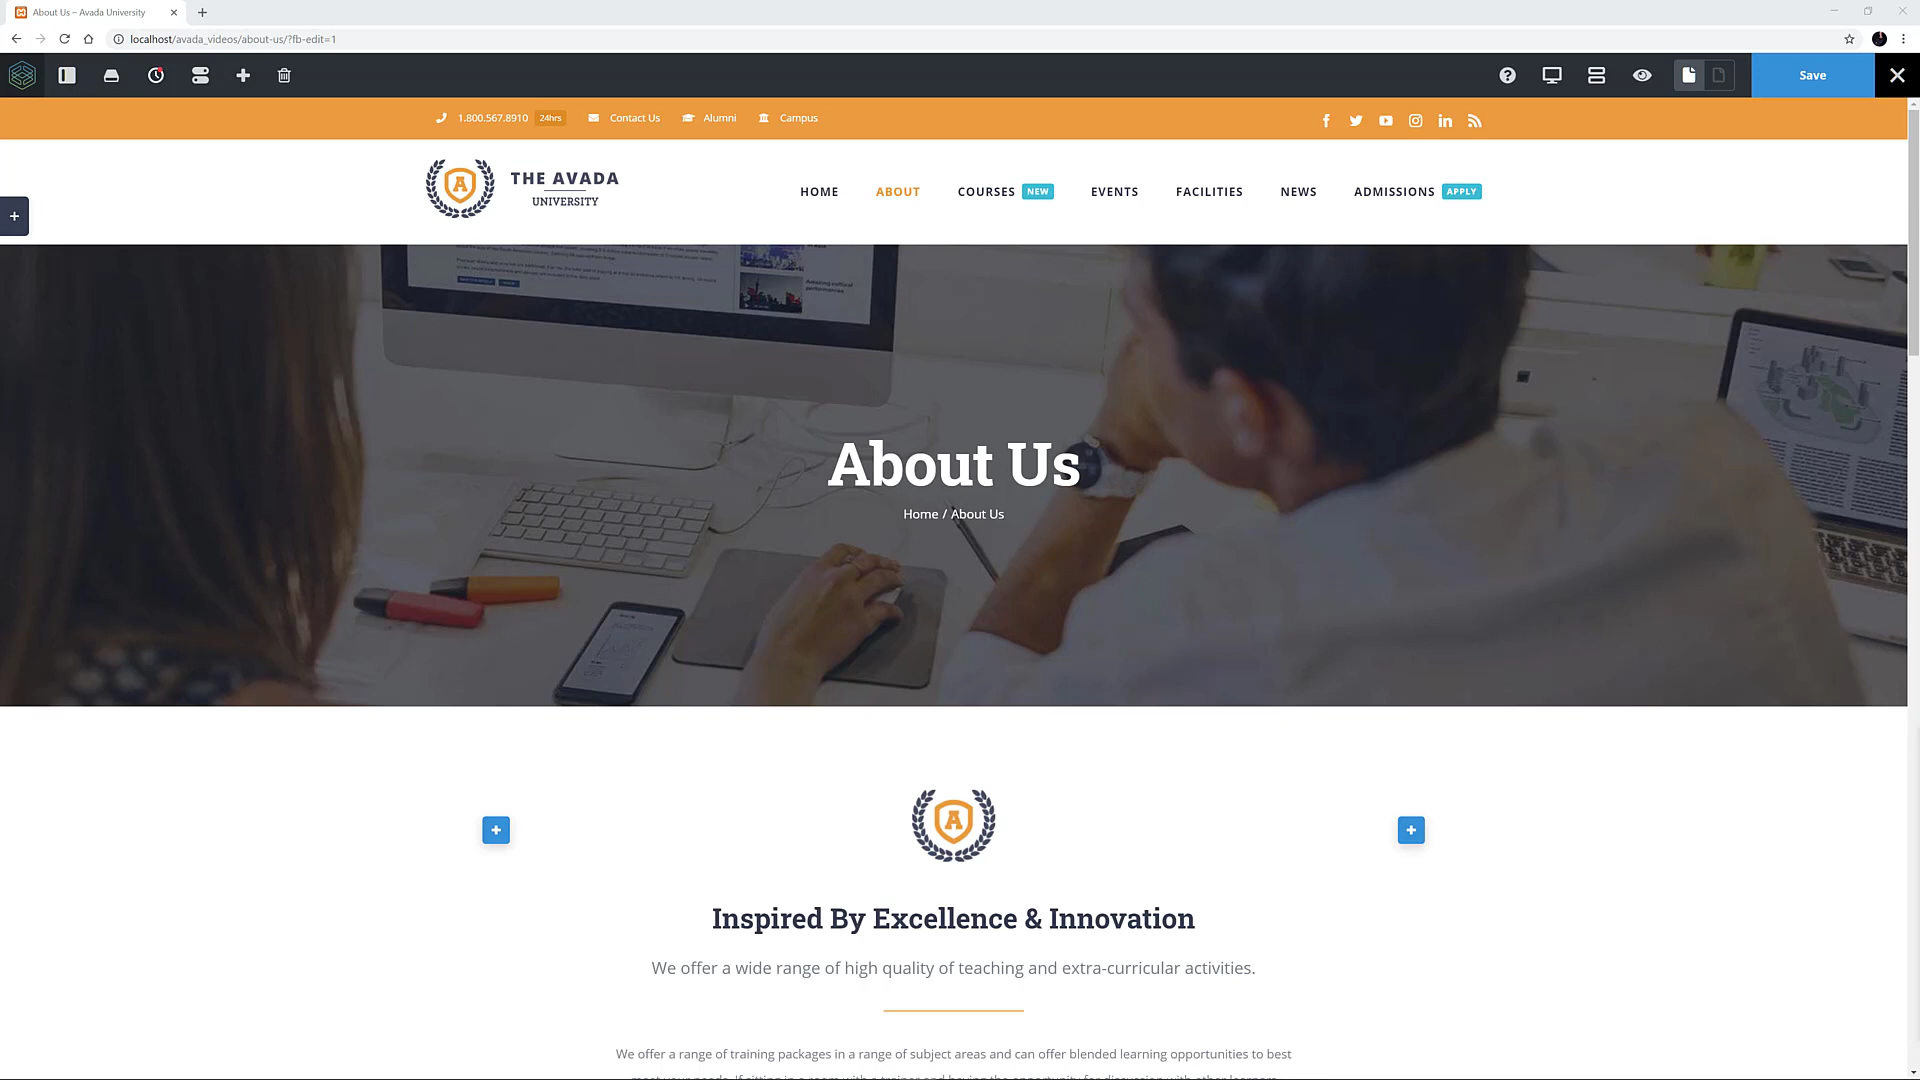 About Us – Avada University
localhost/avada_videos/about-us/?fb-edit=1
Save
1.800.567.8910 24hrs Contact Us Alumni Campus
THE AVADA
UNIVERSITY
A
HOME ABOUT COURSES NEW EVENTS FACILITIES NEWS ADMISSIONS APPLY
About Us
Home / About Us
A
Inspired By Excellence & Innovation
We offer a wide range of high quality of teaching and extra-curricular activities.
We offer a range of training packages in a range of subject areas and can offer blended learning opportunities to best